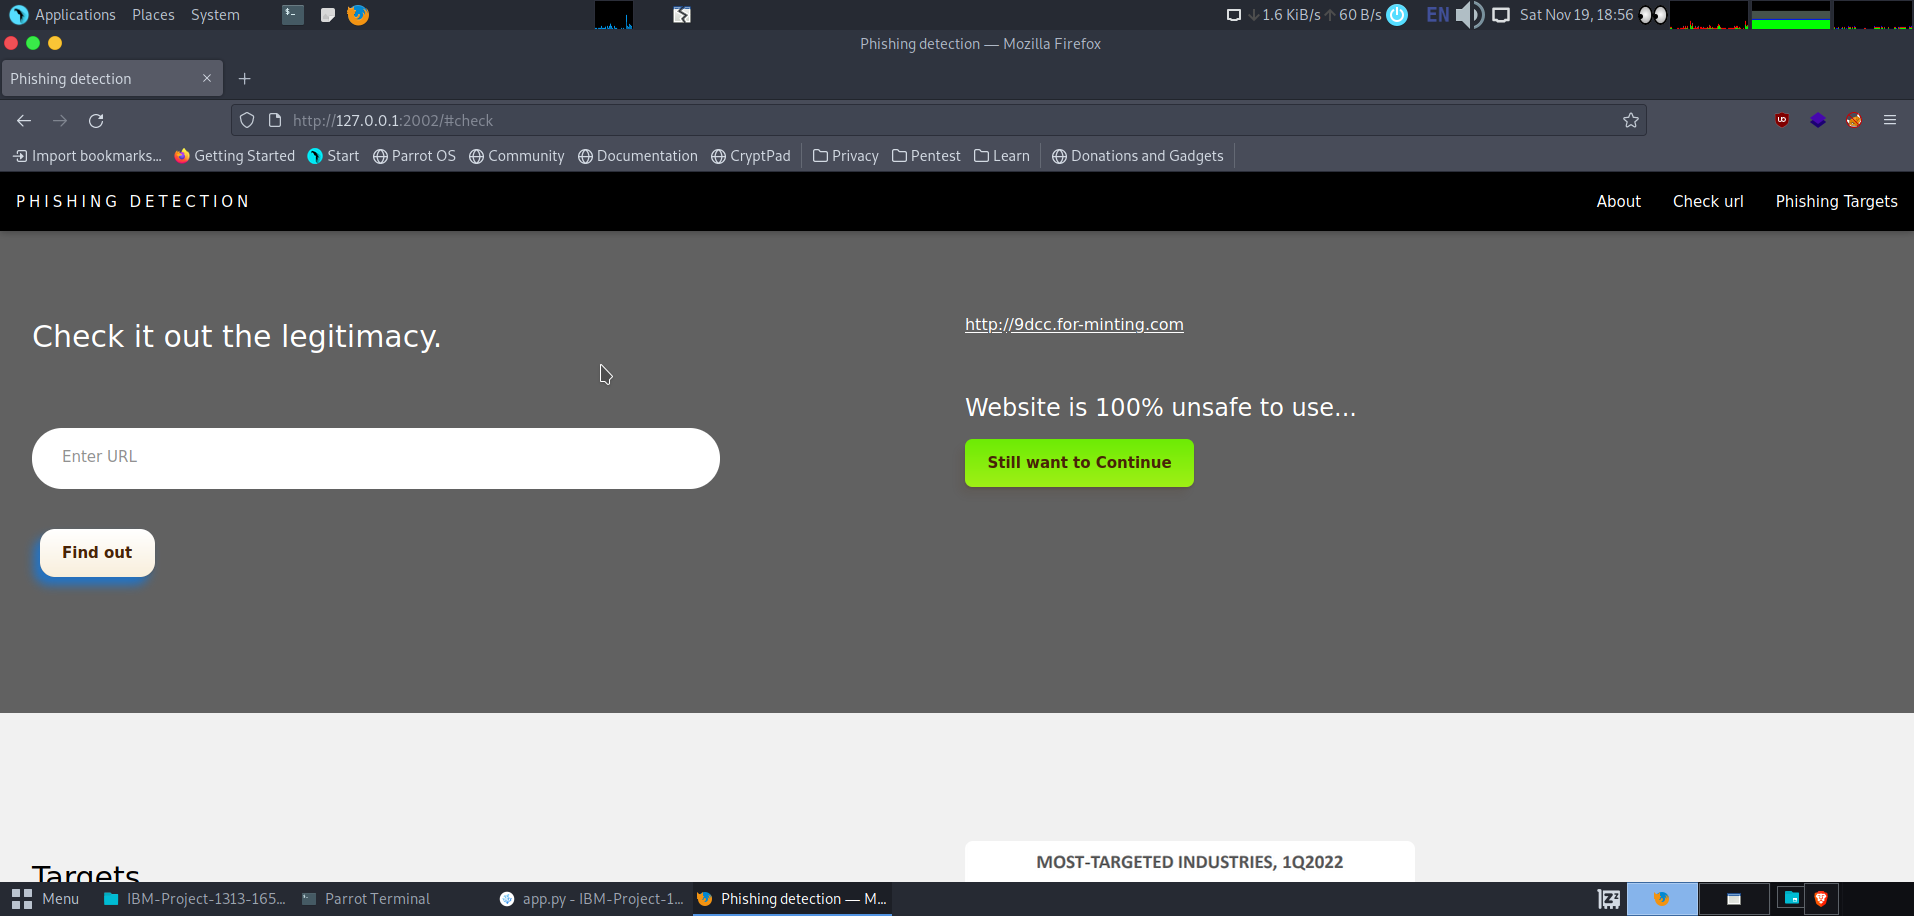 Applications Places System 1.6 KiB/s 60 B/s EN Sat Nov 19, 18:56
Phishing detection — Mozilla Firefox
Phishing detection
http://127.0.0.1:2002/#check
Import bookmarks... Getting Started Start Parrot OS Community Documentation CryptPad Privacy Pentest Learn Donations and Gadgets
PHISHING DETECTION About Check url Phishing Targets
Check it out the legitimacy.
Enter URL
Find out
http://9dcc.for-minting.com
Website is 100% unsafe to use...
Still want to Continue
Targets
MOST-TARGETED INDUSTRIES, 1Q2022
Menu IBM-Project-1313-165... Parrot Terminal app.py - IBM-Project-1... Phishing detection — M...